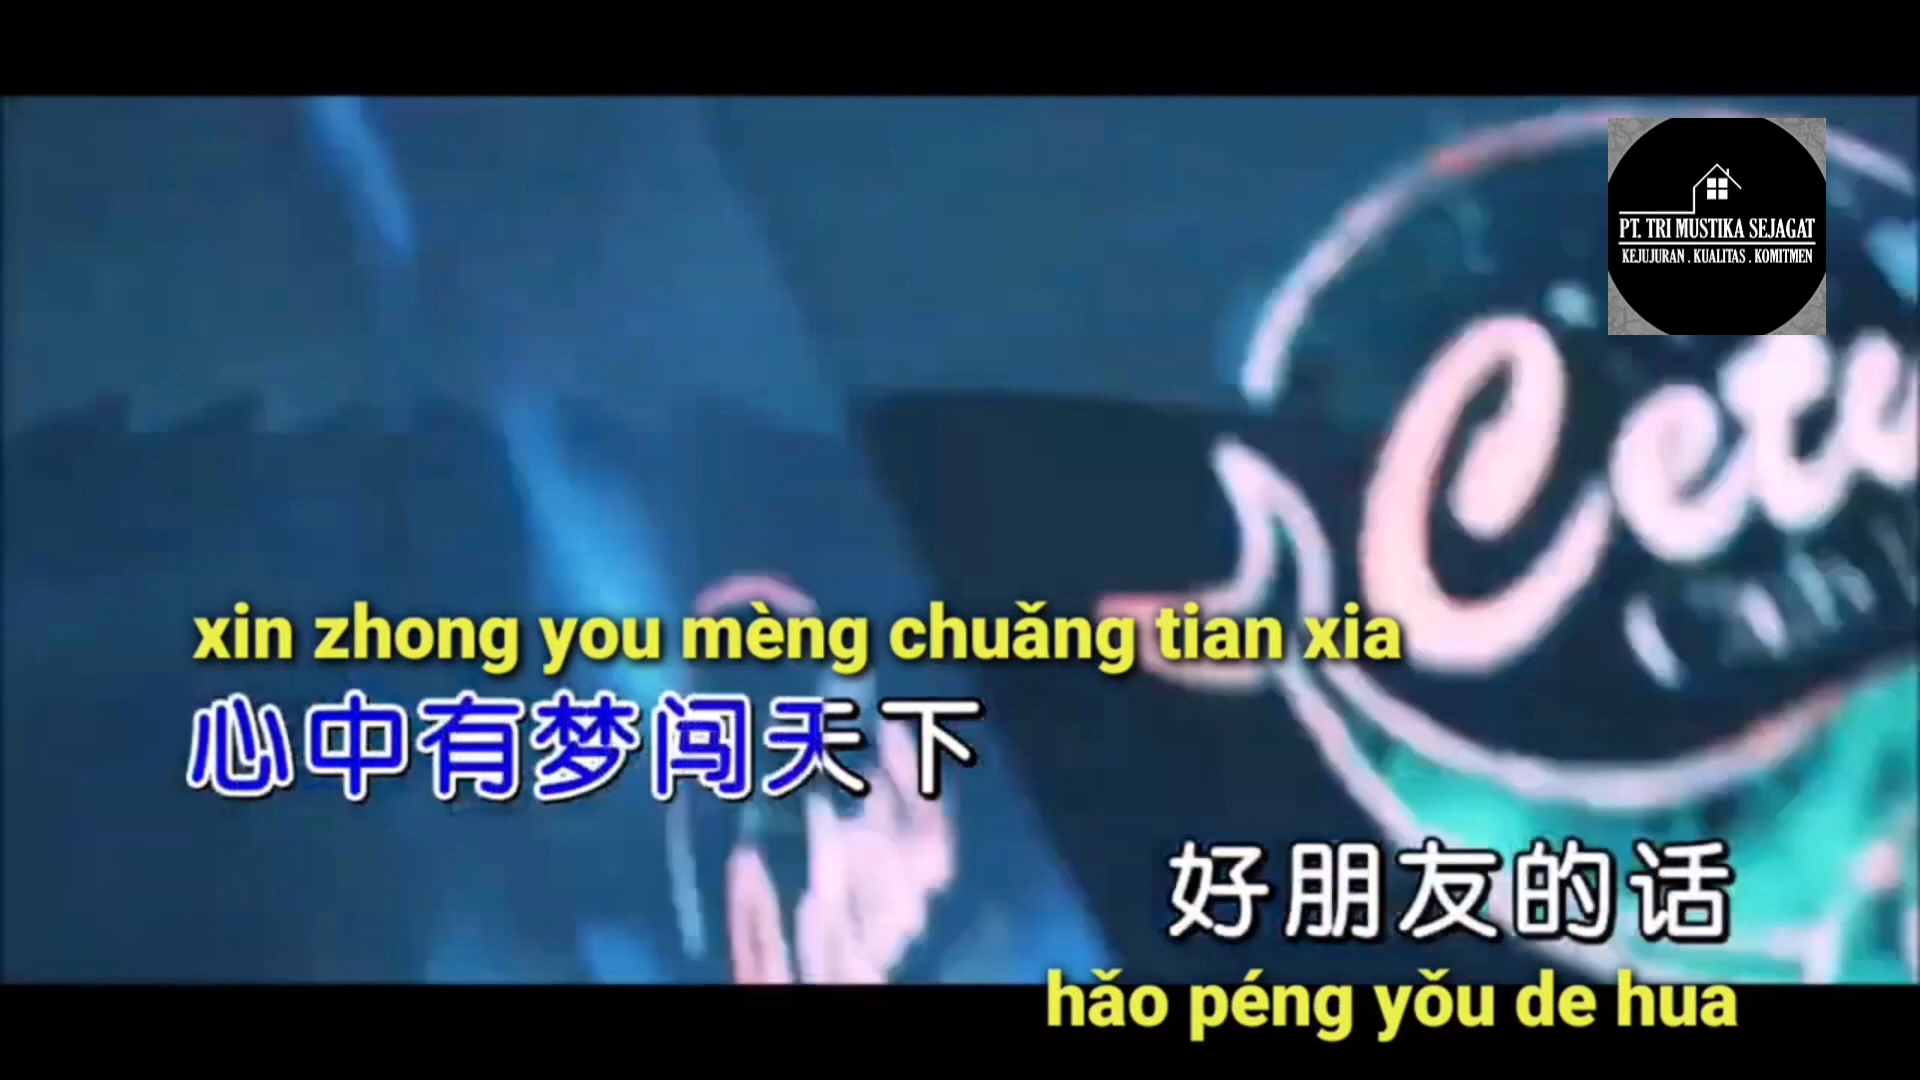 PT. TRI MUSTIKA SEJAGAT
KEJUJURAN . KUALITAS . KOMITMEN
xin zhong you mèng chuǎng tian xia
心中有梦闯天下
好朋友的话
hǎo péng yǒu de hua